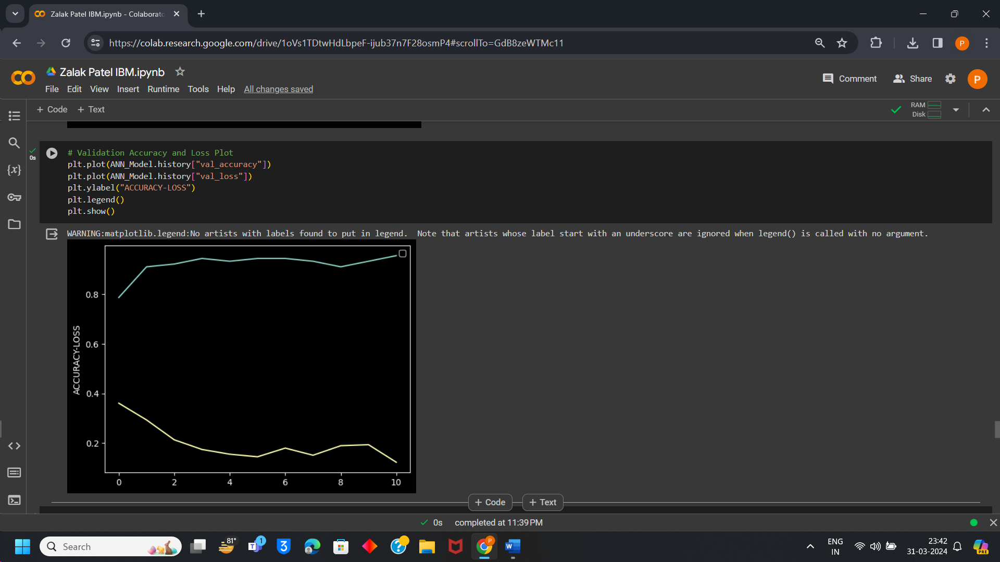 Zalak Patel IBM.ipynb - Colaborato
https://colab.research.google.com/drive/1oVs1TDtwHdLbpeF-ijub37n7F28osmP4#scrollTo=GdB8zeWTMc11
P
Zalak Patel IBM.ipynb
Comment
Share
P
File Edit View Insert Runtime Tools Help All changes saved
+ Code + Text
RAM
Disk
{x}
0s
# Validation Accuracy and Loss Plot
plt.plot(ANN_Model.history["val_accuracy"])
plt.plot(ANN_Model.history["val_loss"])
plt.ylabel("ACCURACY-LOSS")
plt.legend()
plt.show()
WARNING:matplotlib.legend:No artists with labels found to put in legend.  Note that artists whose label start with an underscore are ignored when legend() is called with no argument.
ACCURACY-LOSS
0.8
0.6
0.4
0.2
0 2 4 6 8 10
+ Code + Text
0s completed at 11:39 PM
Search
81°
1
T
3
?
P
W
ENG
IN
23:42
31-03-2024
PRE